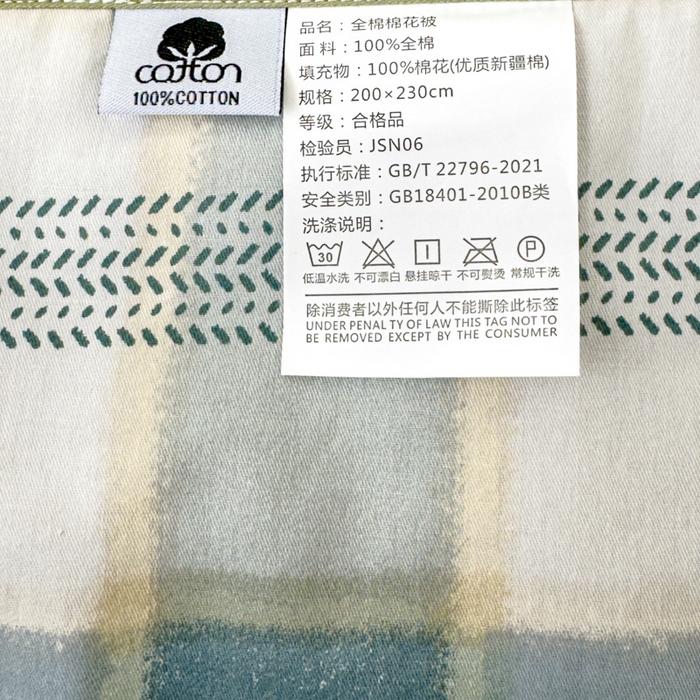 cotton
100%COTTON
品名：全棉棉花被
面 料：100%全棉
填充物：100%棉花(优质新疆棉)
规格：200×230cm
等级：合格品
检验员：JSN06
执行标准：GB/T 22796-2021
安全类别：GB18401-2010B类
洗涤说明：
30 P
低温水洗 不可漂白 悬挂晾干 不可熨烫 常规干洗
除消费者以外任何人不能撕除此标签
UNDER PENAL TY OF LAW THIS TAG NOT TO
BE REMOVED EXCEPT BY THE CONSUMER